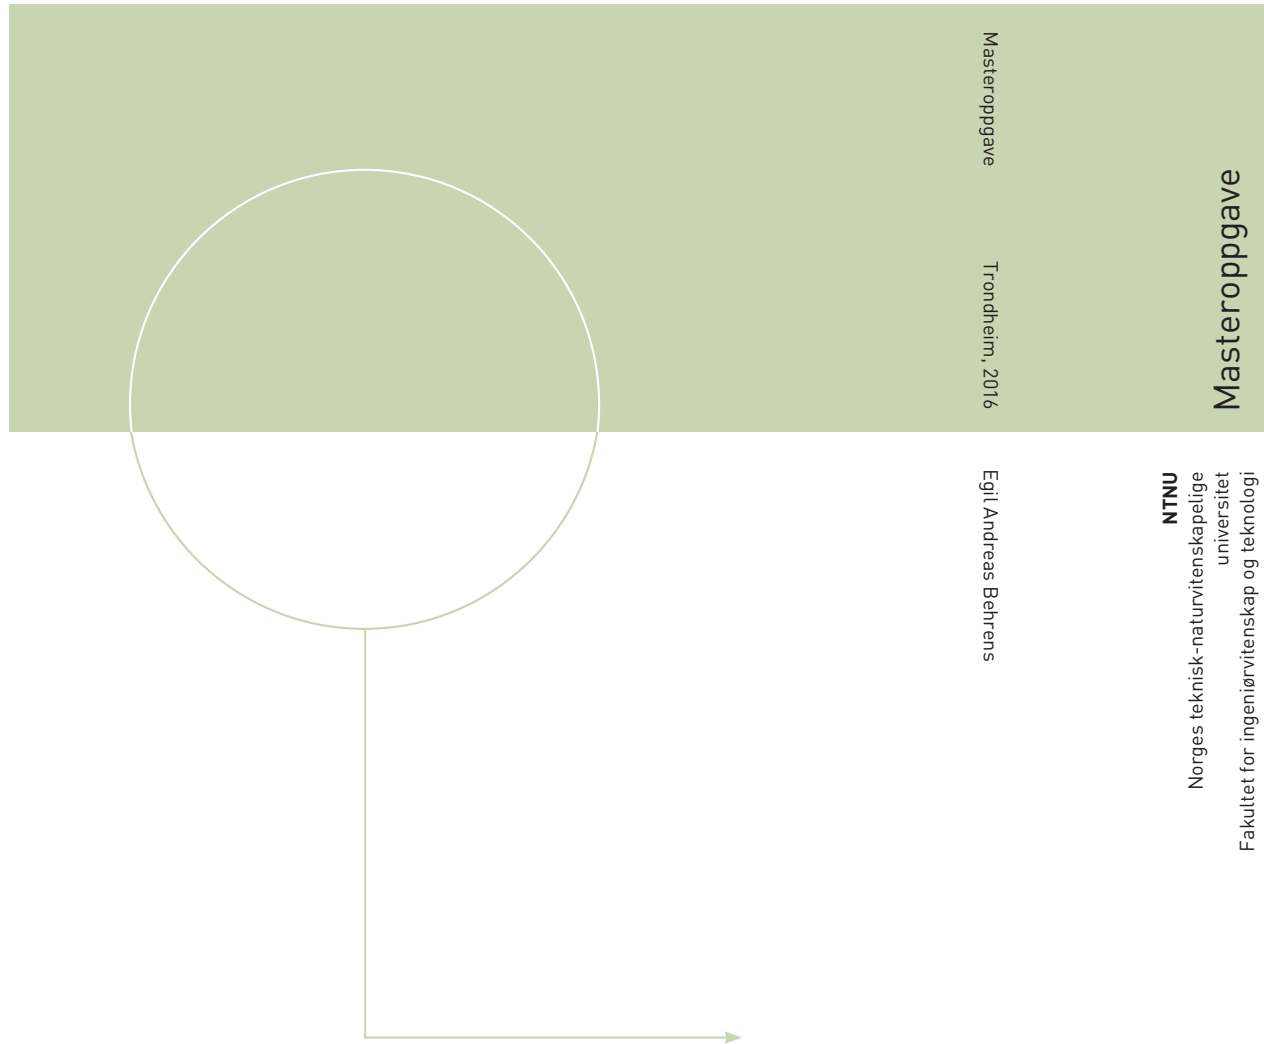 Masteroppgave
Trondheim, 2016
Egil Andreas Behrens
Masteroppgave
NTNU
Norges teknisk-naturvitenskapelige
universitet
Fakultet for ingeniørvitenskap og teknologi